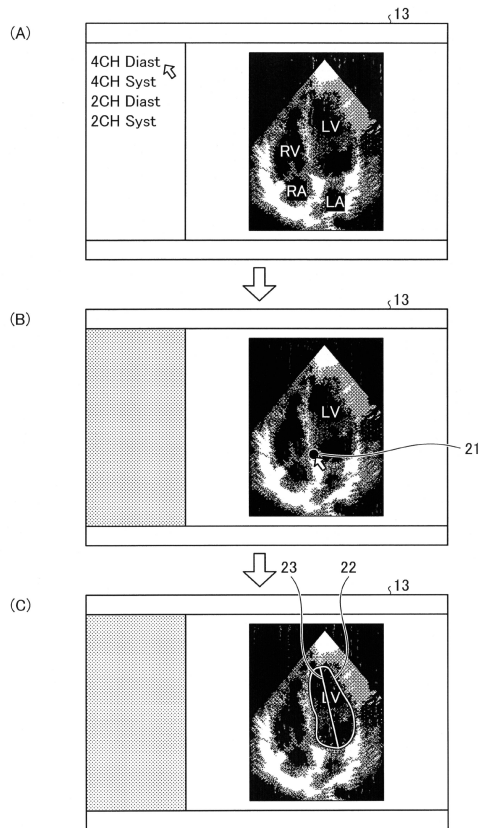 (A)
13
4CH Diast
4CH Syst
2CH Diast
2CH Syst
LV
RV
RA
LA
(B)
13
LV
21
(C)
23
22
13
LV